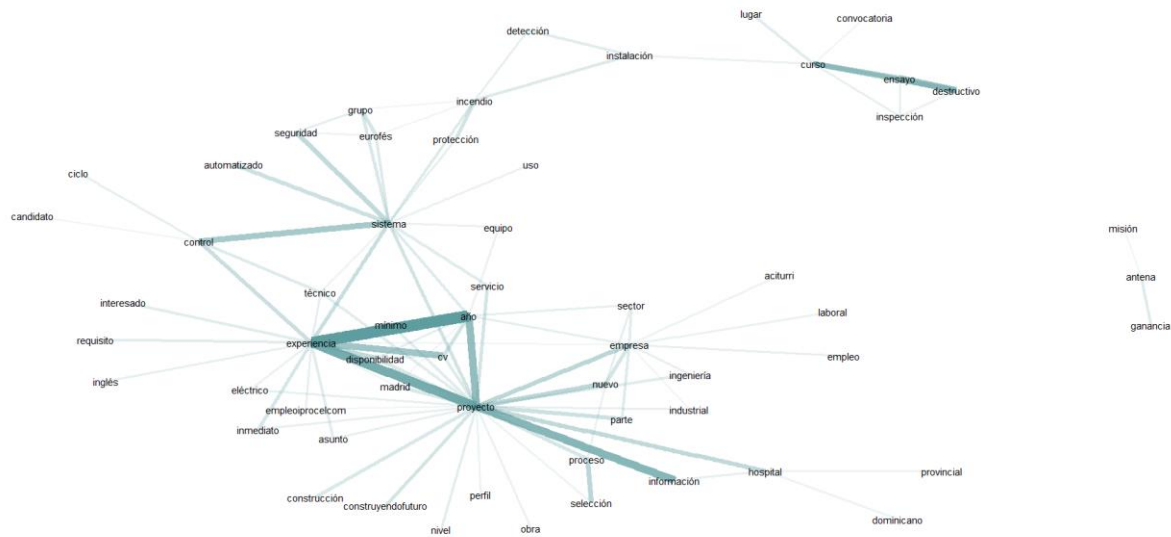 lugar
convocatoria
detección
instalación
curso
ensayo
destructivo
incendio
grupo
inspección
seguridad
eurofés
protección
automatizado
uso
ciclo
candidato
sistema
equipo
misión
control
aciturri
antena
servicio
técnico
interesado
sector
laboral
año
mínimo
ganancia
requisito
experiencia
empresa
disponibilidad
cv
empleo
inglés
ingeniería
madrid
nuevo
eléctrico
proyecto
empleoiprocelcom
industrial
parte
inmediato
asunto
proceso
hospital
provincial
información
construcción
perfil
selección
construyendofuturo
dominicano
nivel
obra